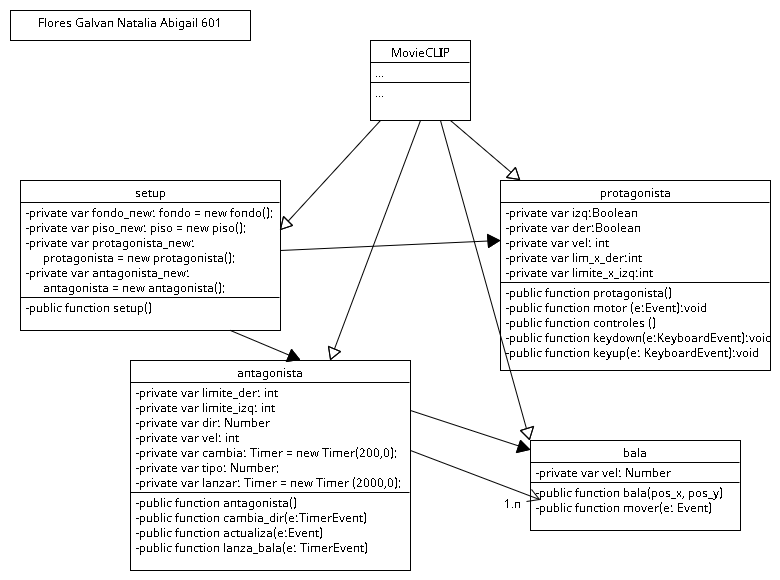 Flores Galvan Natalia Abigail 601
MovieCLIP
...
...
setup
-private var fondo_new: fondo = new fondo();
-private var piso_new: piso = new piso();
-private var protagonista_new:
protagonista = new protagonista();
-private var antagonista_new:
antagonista = new antagonista();
-public function setup()
protagonista
-private var izq:Boolean
-private var der:Boolean
-private var vel: int
-private var lim_x_der:int
-private var limite_x_izq:int
-public function protagonista()
-public function motor (e:Event):void
-public function controles ()
-public function keydown(e:KeyboardEvent):void
-public function keyup(e: KeyboardEvent):void
antagonista
-private var limite_der: int
-private var limite_izq: int
-private var dir: Number
-private var vel: int
-private var cambia: Timer = new Timer(200,0);
-private var tipo: Number;
-private var lanzar: Timer = new Timer (2000,0);
-public function antagonista()
-public function cambia_dir(e:TimerEvent)
-public function actualiza(e:Event)
-public function lanza_bala(e: TimerEvent)
bala
-private var vel: Number
-public function bala(pos_x, pos_y)
-public function mover(e: Event)
1.n